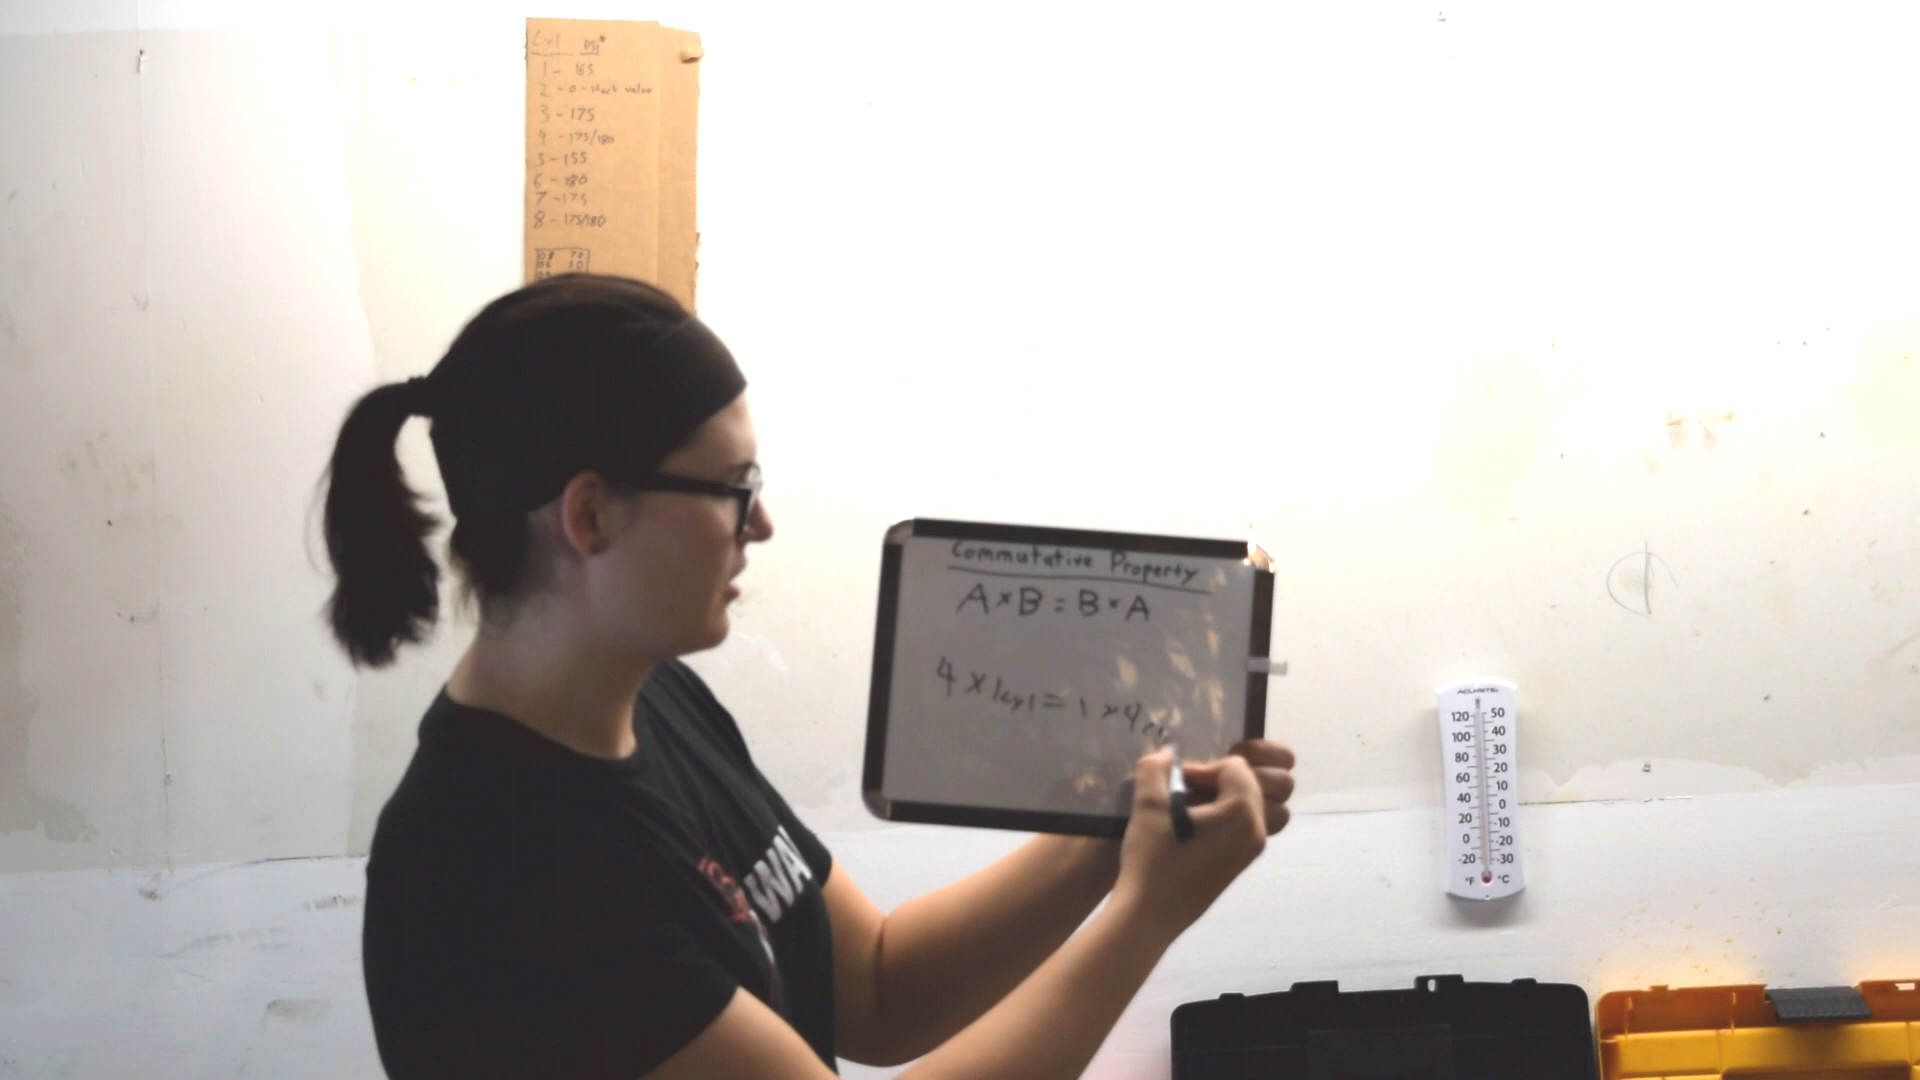 Cyl PSI
1 - 165
2 - 0 - stuck valve
3 - 175
4 - 175/180
5 - 155
6 - 180
7 - 175
8 - 175/180
Commutative Property
A × B = B × A
4 × 1cyl = 1 × 4cy
WA
ACURITE
120 50
100 40
80 30
60 20
40 10
20 0
0 -10
-20 -20
-30
°F °C